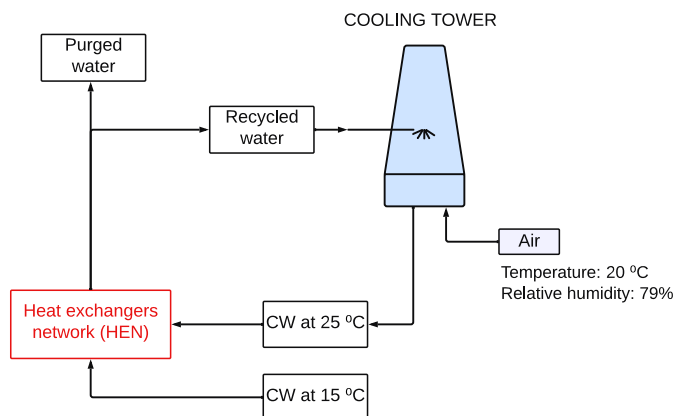 COOLING TOWER
Purged
water
Recycled
water
Air
Temperature: 20 ºC
Relative humidity: 79%
Heat exchangers
network (HEN)
CW at 25 ºC
CW at 15 ºC